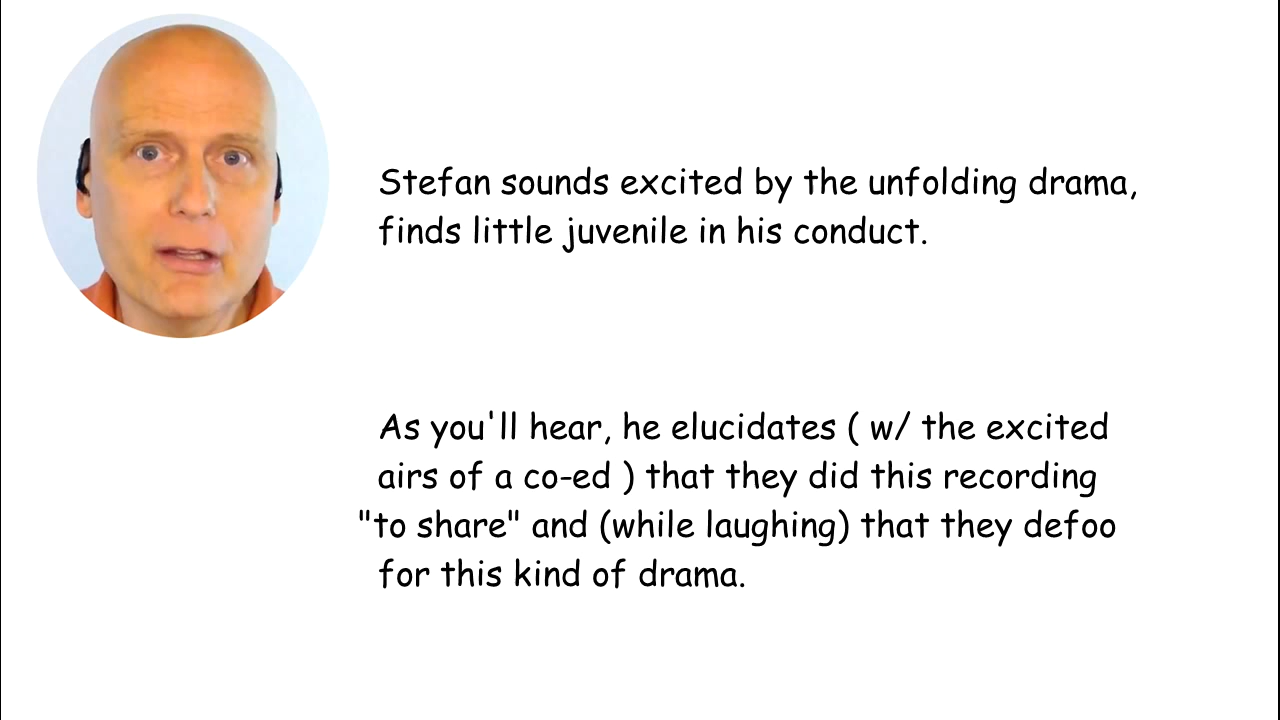 Stefan sounds excited by the unfolding drama,
finds little juvenile in his conduct.
As you'll hear, he elucidates ( w/ the excited
airs of a co-ed ) that they did this recording
"to share" and (while laughing) that they defoo
for this kind of drama.